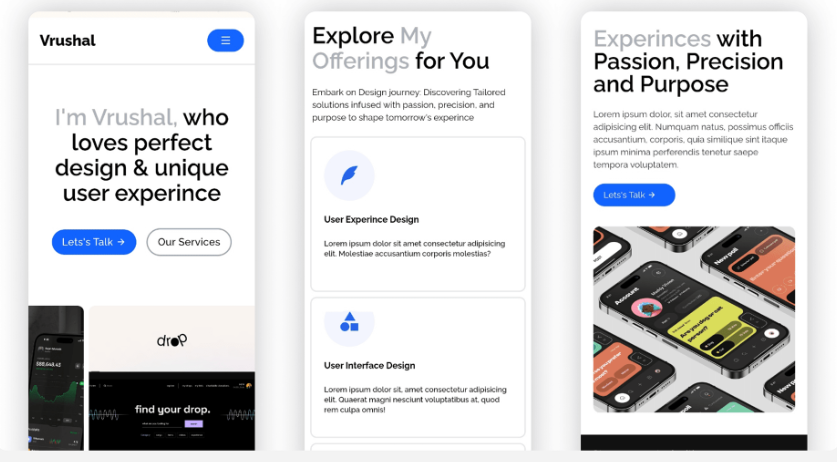 Vrushal
I'm Vrushal, who
loves perfect
design & unique
user experince
Lets's Talk →
Our Services
drop
find your drop.
Explore My
Offerings for You
Embark on Design journey: Discovering Tailored
solutions infused with passion, precision, and
purpose to shape tomorrow's experince
User Experince Design
Lorem ipsum dolor sit amet consectetur adipisicing
elit. Molestiae accusantium corporis molestias?
User Interface Design
Lorem ipsum dolor sit, amet consectetur adipisicing
elit. Quaerat magni nesciunt voluptatibus at, quod
rem culpa omnis!
Experinces with
Passion, Precision
and Purpose
Lorem ipsum dolor, sit amet consectetur
adipisicing elit. Numquam natus, possimus officiis
accusantium, corporis, quia similique sint itaque
ipsum minima perferendis tenetur saepe
tempora voluptatem.
Lets's Talk →
New poll
Account